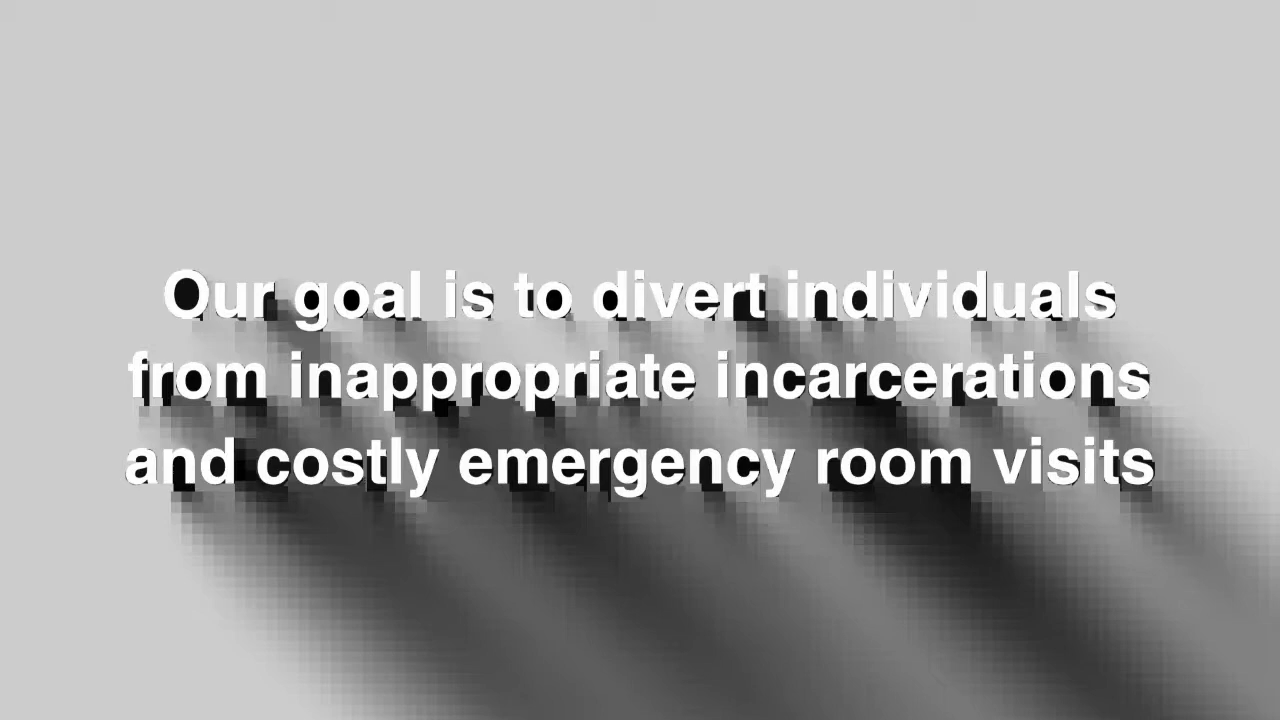 Our goal is to divert individuals
from inappropriate incarcerations
and costly emergency room visits